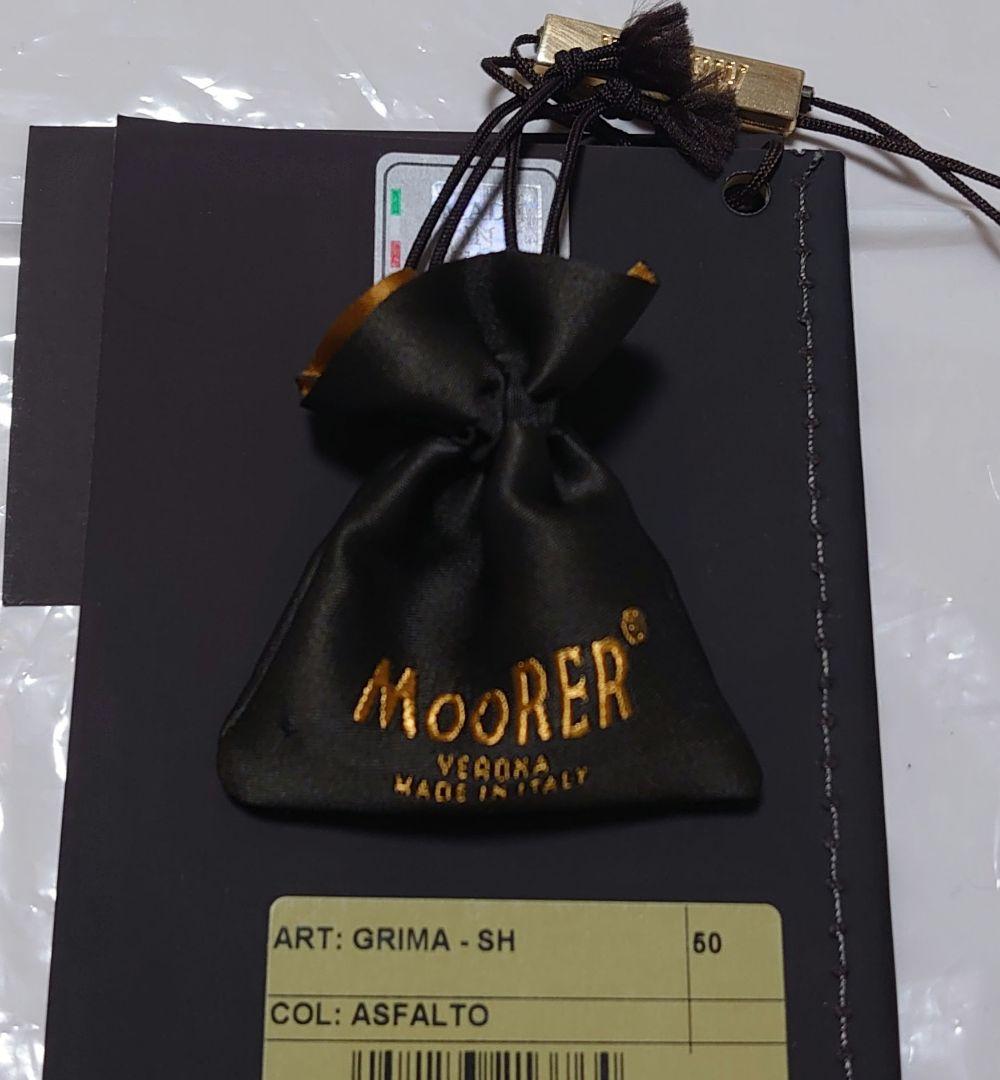 MooRER®
VERONA
MADE IN ITALY
ART: GRIMA - SH 50
COL: ASFALTO